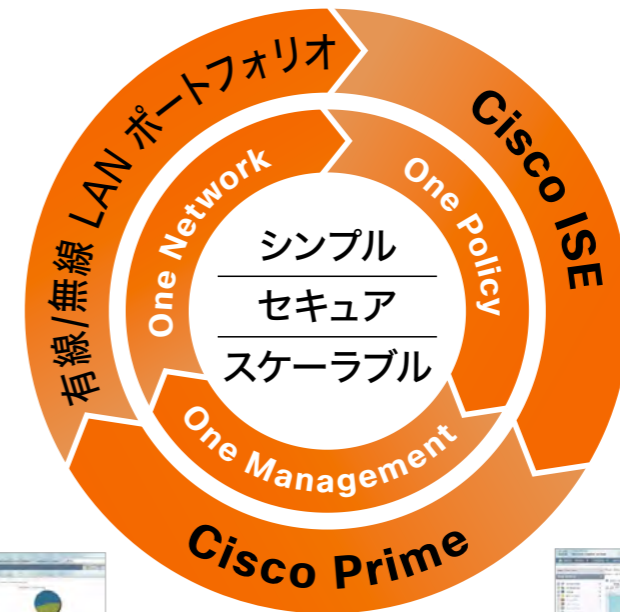 有線/無線 LAN ポートフォリオ
Cisco ISE
One Network
One Policy
シンプル
セキュア
スケーラブル
One Management
Cisco Prime